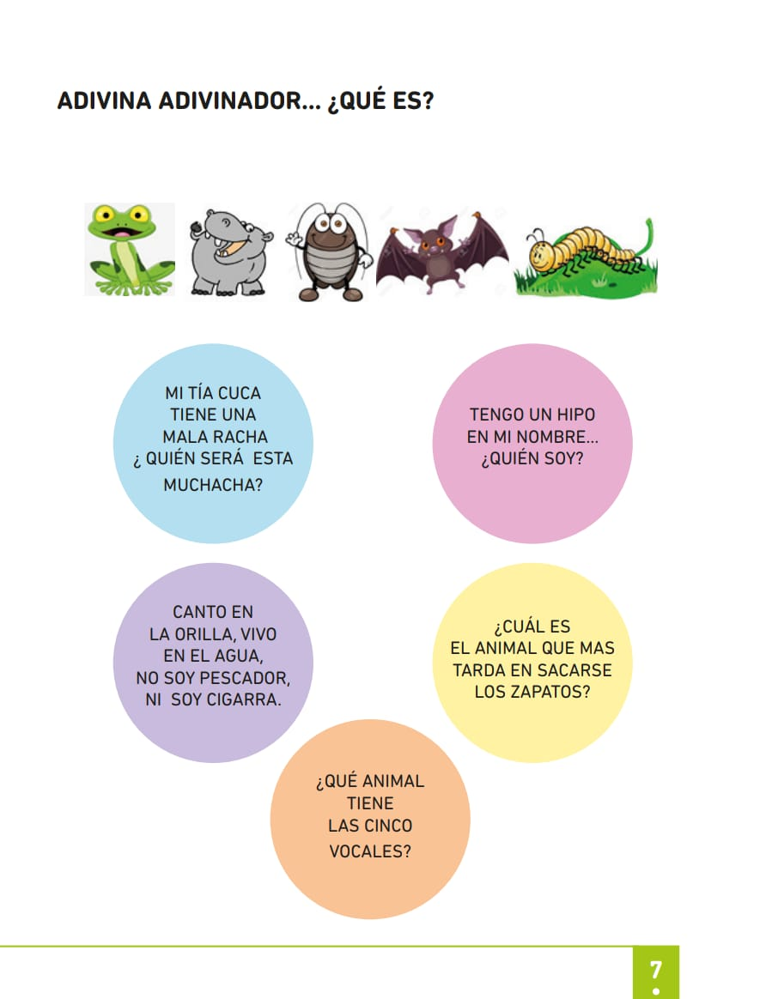 ADIVINA ADIVINADOR... ¿QUÉ ES?
MI TÍA CUCA
TIENE UNA
MALA RACHA
¿ QUIÉN SERÁ ESTA
MUCHACHA?
TENGO UN HIPO
EN MI NOMBRE...
¿QUIÉN SOY?
CANTO EN
LA ORILLA, VIVO
EN EL AGUA,
NO SOY PESCADOR,
NI SOY CIGARRA.
¿CUÁL ES
EL ANIMAL QUE MAS
TARDA EN SACARSE
LOS ZAPATOS?
¿QUÉ ANIMAL
TIENE
LAS CINCO
VOCALES?
7